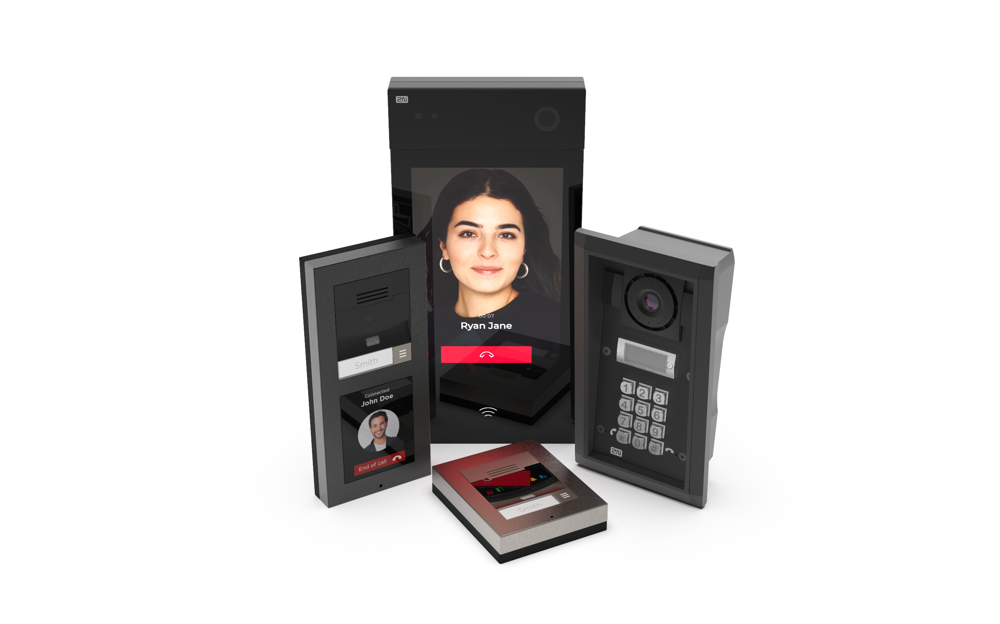 2N
00:07
Ryan Jane
2N
Smith
Connected
John Doe
End of call
1 2 3
4 5 6
7 8 9
* 0 #
2N
Smith